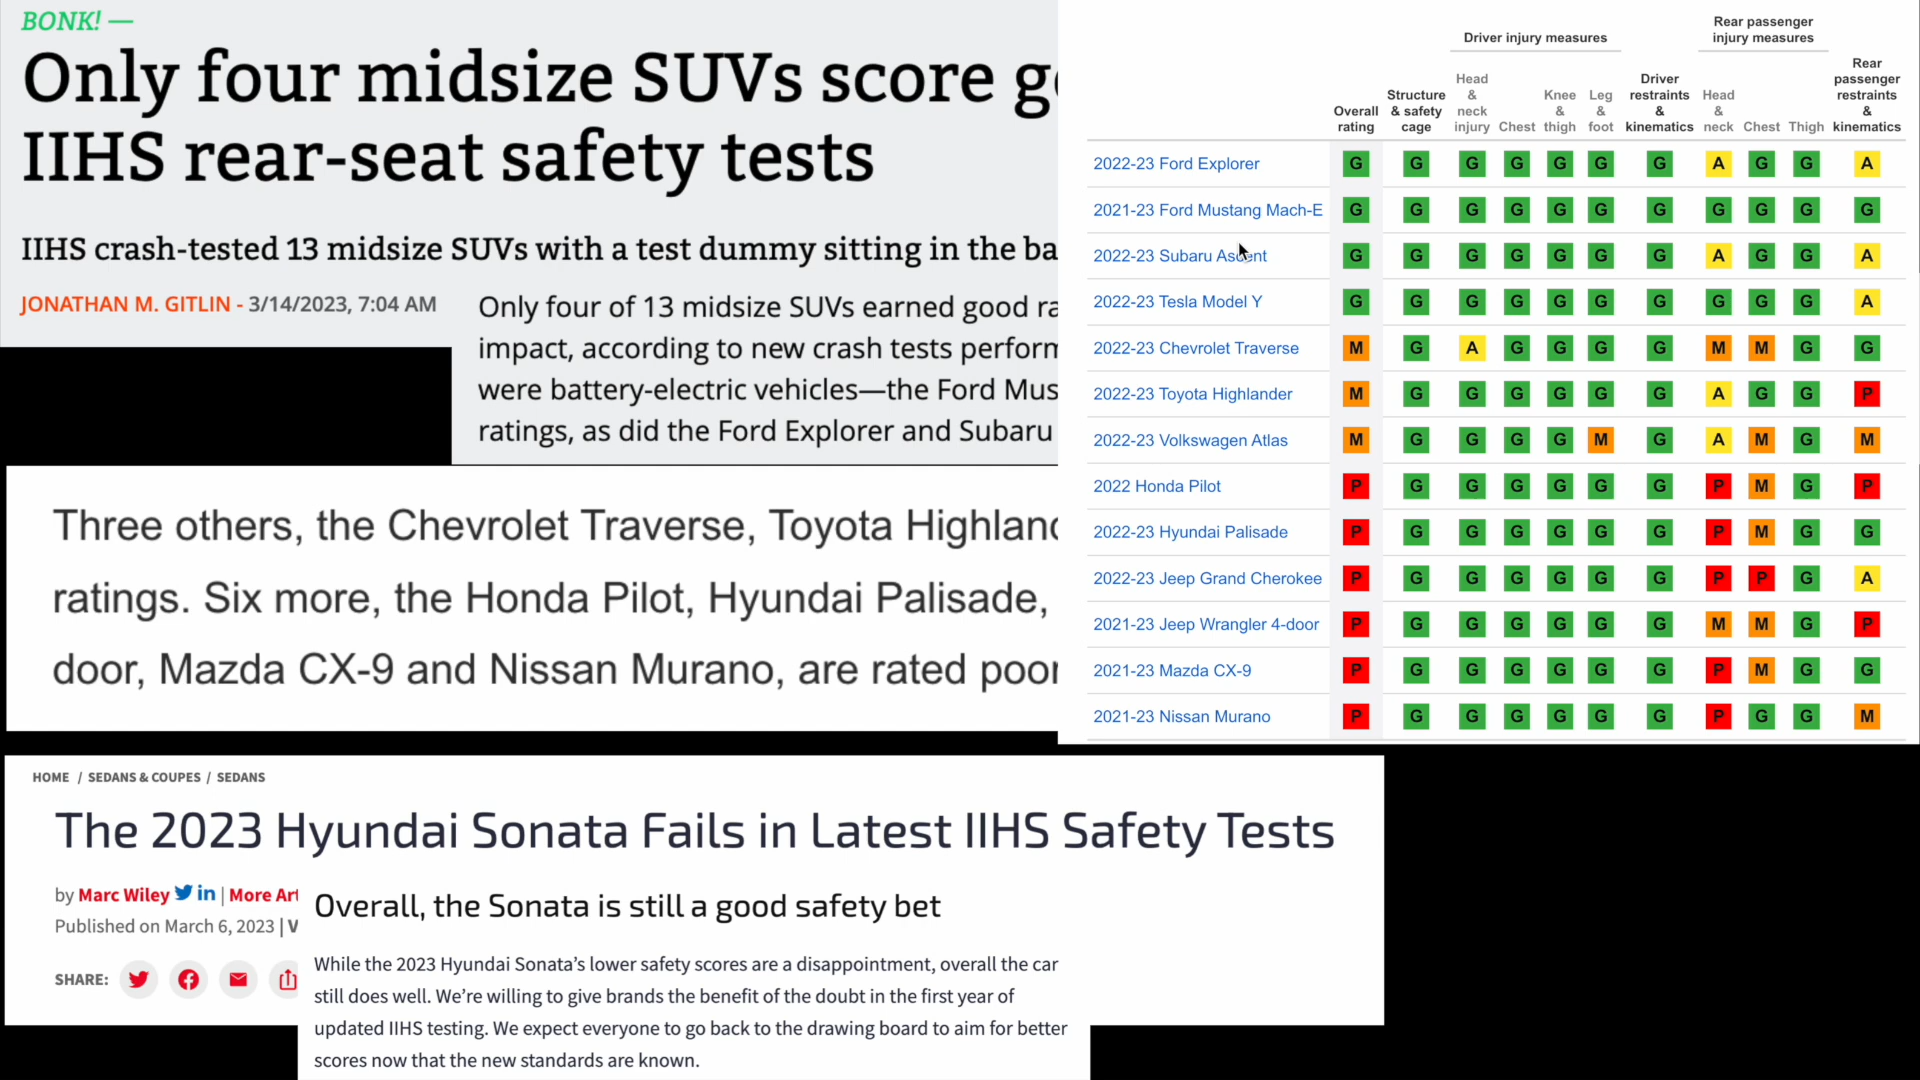 BONK! —
Only four midsize SUVs score g
IIHS rear-seat safety tests
IIHS crash-tested 13 midsize SUVs with a test dummy sitting in the ba
JONATHAN M. GITLIN - 3/14/2023, 7:04 AM
Only four of 13 midsize SUVs earned good ra
impact, according to new crash tests perform
were battery-electric vehicles—the Ford Mus
ratings, as did the Ford Explorer and Subaru
Three others, the Chevrolet Traverse, Toyota Highland
ratings. Six more, the Honda Pilot, Hyundai Palisade,
door, Mazda CX-9 and Nissan Murano, are rated poor
Driver injury measures
Rear passenger
injury measures
Overall
rating
Structure
& safety
cage
Head
&
neck
injury
Chest
Knee
&
thigh
Leg
&
foot
Driver
restraints
&
kinematics
Head
&
neck
Chest
Thigh
Rear
passenger
restraints
&
kinematics
2022-23 Ford Explorer G G G G G G G A G G A
2021-23 Ford Mustang Mach-E G G G G G G G G G G G
2022-23 Subaru Ascent G G G G G G G A G G A
2022-23 Tesla Model Y G G G G G G G G G G A
2022-23 Chevrolet Traverse M G A G G G G M M G G
2022-23 Toyota Highlander M G G G G G G A G G P
2022-23 Volkswagen Atlas M G G G G M G A M G M
2022 Honda Pilot P G G G G G G P M G P
2022-23 Hyundai Palisade P G G G G G G P M G G
2022-23 Jeep Grand Cherokee P G G G G G G P P G A
2021-23 Jeep Wrangler 4-door P G G G G G G M M G P
2021-23 Mazda CX-9 P G G G G G G P M G G
2021-23 Nissan Murano P G G G G G G P G G M
HOME / SEDANS & COUPES / SEDANS
The 2023 Hyundai Sonata Fails in Latest IIHS Safety Tests
by Marc Wiley in | More Art
Published on March 6, 2023 | V
SHARE:
Overall, the Sonata is still a good safety bet
While the 2023 Hyundai Sonata's lower safety scores are a disappointment, overall the car
still does well. We're willing to give brands the benefit of the doubt in the first year of
updated IIHS testing. We expect everyone to go back to the drawing board to aim for better
scores now that the new standards are known.